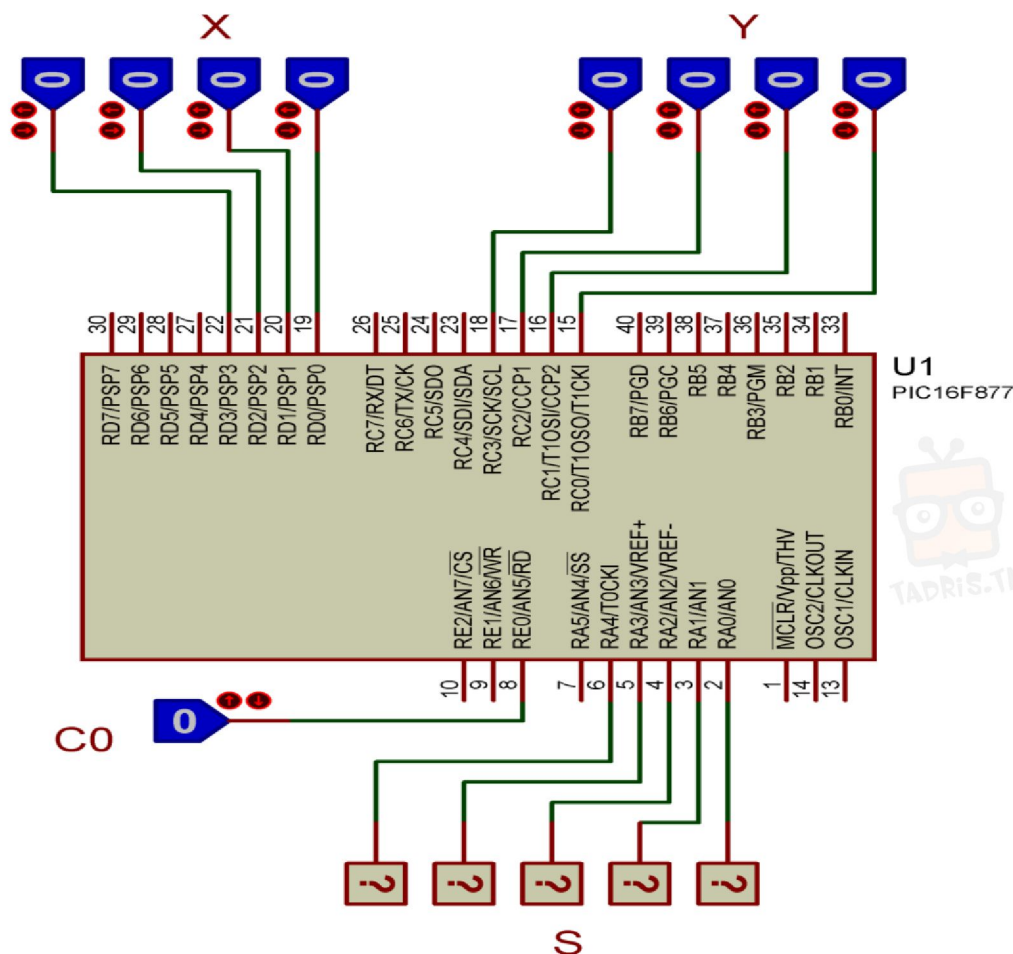 X
Y
0
0
0
0
0
0
0
0
30
29
28
27
22
21
20
19
26
25
24
23
18
17
16
15
40
39
38
37
36
35
34
33
RD7/PSP7
RD6/PSP6
RD5/PSP5
RD4/PSP4
RD3/PSP3
RD2/PSP2
RD1/PSP1
RD0/PSP0
RC7/RX/DT
RC6/TX/CK
RC5/SDO
RC4/SDI/SDA
RC3/SCK/SCL
RC2/CCP1
RC1/T1OSI/CCP2
RC0/T1OSO/T1CKI
RB7/PGD
RB6/PGC
RB5
RB4
RB3/PGM
RB2
RB1
RB0/INT
U1
PIC16F877
RE2/AN7/CS
RE1/AN6/WR
RE0/AN5/RD
RA5/AN4/SS
RA4/T0CKI
RA3/AN3/VREF+
RA2/AN2/VREF-
RA1/AN1
RA0/AN0
MCLR/Vpp/THV
OSC2/CLKOUT
OSC1/CLKIN
10
9
8
7
6
5
4
3
2
1
14
13
C0
0
?
?
?
?
?
S